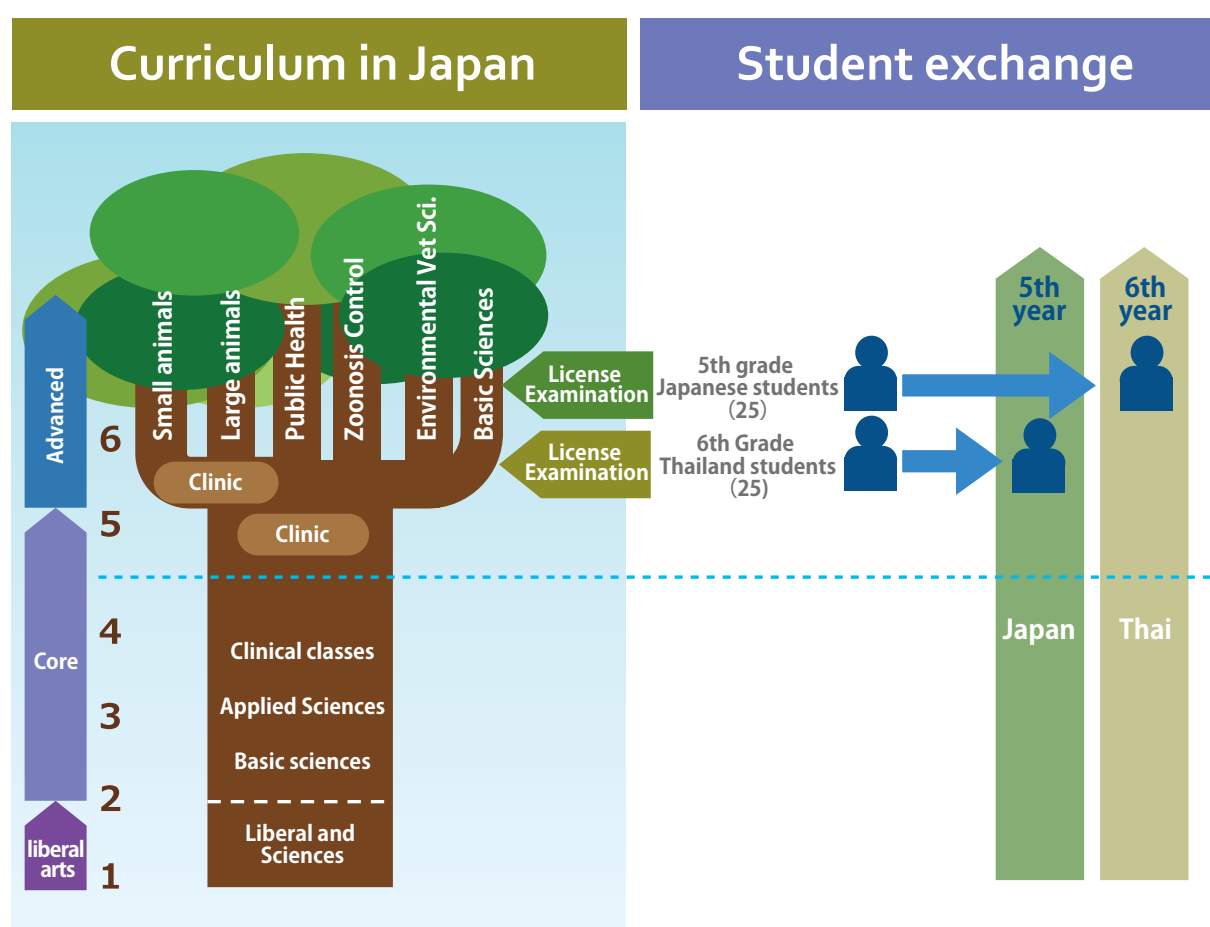 Curriculum in Japan
Student exchange
Small animals
Large animals
Public Health
Zoonosis Control
Environmental Vet Sci.
Basic Sciences
Advanced
6
Clinic
5
Clinic
Core
4
Clinical classes
3
Applied Sciences
Basic sciences
2
liberal
arts
Liberal and
Sciences
1
License
Examination
5th grade
Japanese students
(25)
License
Examination
6th Grade
Thailand students
(25)
5th
year
6th
year
Japan
Thai